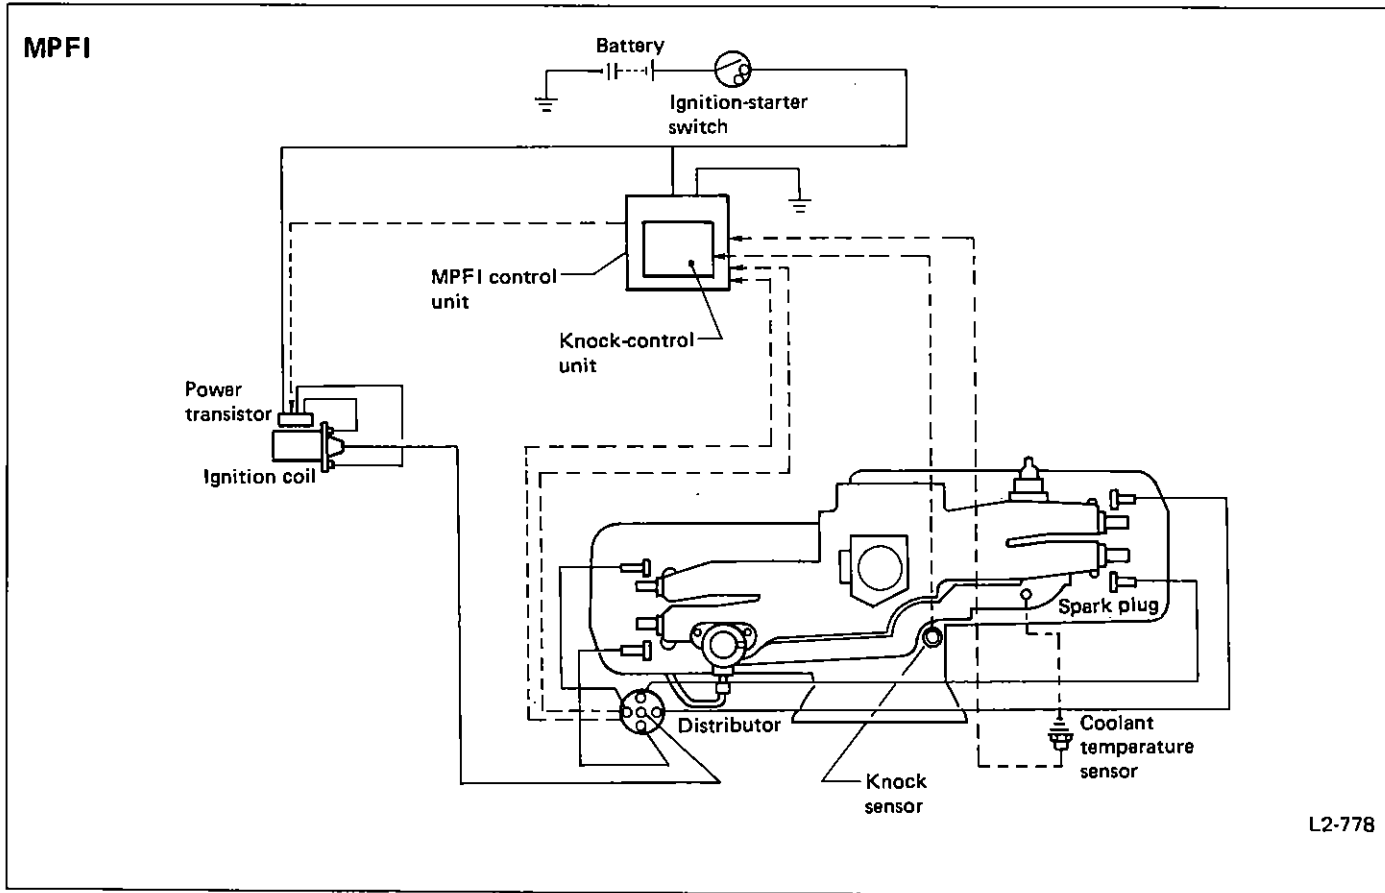 MPFI
Battery
Ignition-starter
switch
MPFI control
unit
Knock-control
unit
Power
transistor
Ignition coil
Spark plug
Distributor
Coolant
temperature
sensor
Knock
sensor
L2-778